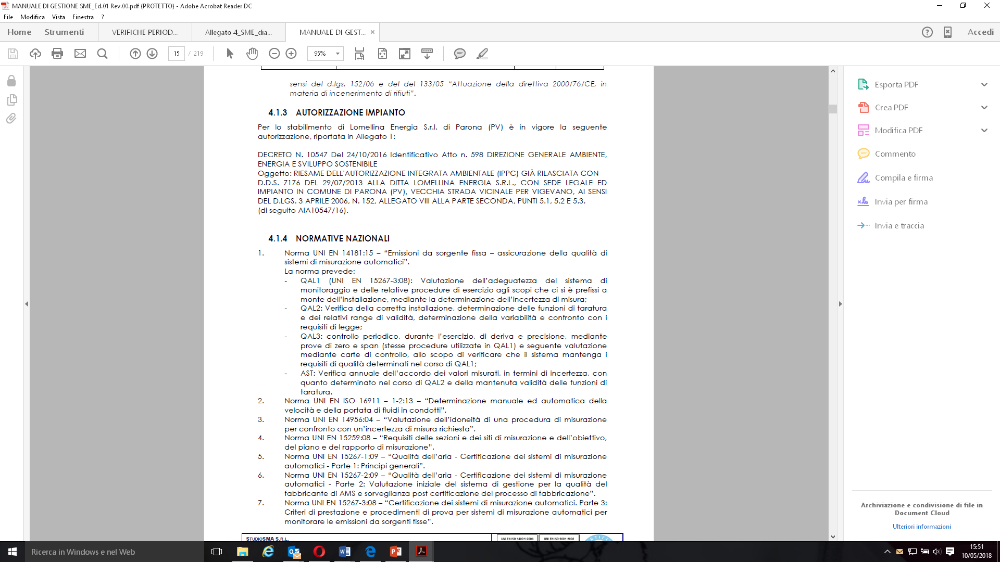 MANUALE DI GESTIONE SME_Ed.01 Rev.00.pdf (PROTETTO) - Adobe Acrobat Reader DC
File Modifica Vista Finestra ?
Home Strumenti VERIFICHE PERIOD... Allegato 4_SME_dia... MANUALE DI GEST... × Accedi
15 / 219 95%
sensi del d.lgs. 152/06 e del del 133/05 “Attuazione della direttiva 2000/76/CE, in
materia di incenerimento di rifiuti”.
4.1.3 AUTORIZZAZIONE IMPIANTO
Per lo stabilimento di Lomellina Energia S.r.l. di Parona (PV) è in vigore la seguente
autorizzazione, riportata in Allegato 1:
DECRETO N. 10547 Del 24/10/2016 Identificativo Atto n. 598 DIREZIONE GENERALE AMBIENTE,
ENERGIA E SVILUPPO SOSTENIBILE
Oggetto: RIESAME DELL'AUTORIZZAZIONE INTEGRATA AMBIENTALE (IPPC) GIÀ RILASCIATA CON
D.D.S. 7176 DEL 29/07/2013 ALLA DITTA LOMELLINA ENERGIA S.R.L., CON SEDE LEGALE ED
IMPIANTO IN COMUNE DI PARONA (PV), VECCHIA STRADA VICINALE PER VIGEVANO, AI SENSI
DEL D.LGS. 3 APRILE 2006, N. 152, ALLEGATO VIII ALLA PARTE SECONDA, PUNTI 5.1, 5.2 E 5.3.
(di seguito AIA10547/16).
4.1.4 NORMATIVE NAZIONALI
1. Norma UNI EN 14181:15 – “Emissioni da sorgente fissa – assicurazione della qualità di
sistemi di misurazione automatici”.
La norma prevede:
- QAL1 (UNI EN 15267-3:08): Valutazione dell’adeguatezza del sistema di
monitoraggio e delle relative procedure di esercizio agli scopi che ci si è prefissi a
monte dell’installazione, mediante la determinazione dell’incertezza di misura;
- QAL2: Verifica della corretta installazione, determinazione delle funzioni di taratura
e dei relativi range di validità, determinazione della variabilità e confronto con i
requisiti di legge;
- QAL3: controllo periodico, durante l’esercizio, di deriva e precisione, mediante
prove di zero e span (stesse procedure utilizzate in QAL1) e seguente valutazione
mediante carte di controllo, allo scopo di verificare che il sistema mantenga i
requisiti di qualità determinati nel corso di QAL1;
- AST: Verifica annuale dell’accordo dei valori misurati, in termini di incertezza, con
quanto determinato nel corso di QAL2 e della mantenuta validità delle funzioni di
taratura.
2. Norma UNI EN ISO 16911 – 1-2:13 – “Determinazione manuale ed automatica della
velocità e della portata di fluidi in condotti”.
3. Norma UNI EN 14956:04 – “Valutazione dell’idoneità di una procedura di misurazione
per confronto con un’incertezza di misura richiesta”.
4. Norma UNI EN 15259:08 – “Requisiti delle sezioni e dei siti di misurazione e dell’obiettivo,
del piano e del rapporto di misurazione”.
5. Norma UNI EN 15267-1:09 – “Qualità dell’aria - Certificazione dei sistemi di misurazione
automatici - Parte 1: Principi generali”.
6. Norma UNI EN 15267-2:09 – “Qualità dell’aria - Certificazione dei sistemi di misurazione
automatici - Parte 2: Valutazione iniziale del sistema di gestione per la qualità del
fabbricante di AMS e sorveglianza post certificazione del processo di fabbricazione”.
7. Norma UNI EN 15267-3:08 – “Certificazione dei sistemi di misurazione automatici. Parte 3:
Criteri di prestazione e procedimenti di prova per sistemi di misurazione automatici per
monitorare le emissioni da sorgenti fisse”.
STUDIOSMA S.R.L. UNI EN ISO 14001:2004 UNI EN ISO 9001:2008
Esporta PDF
Crea PDF
Modifica PDF
Commento
Compila e firma
Invia per firma
Invia e traccia
Archiviazione e condivisione di file in
Document Cloud
Ulteriori informazioni
Ricerca in Windows e nel Web
15:51
10/05/2018